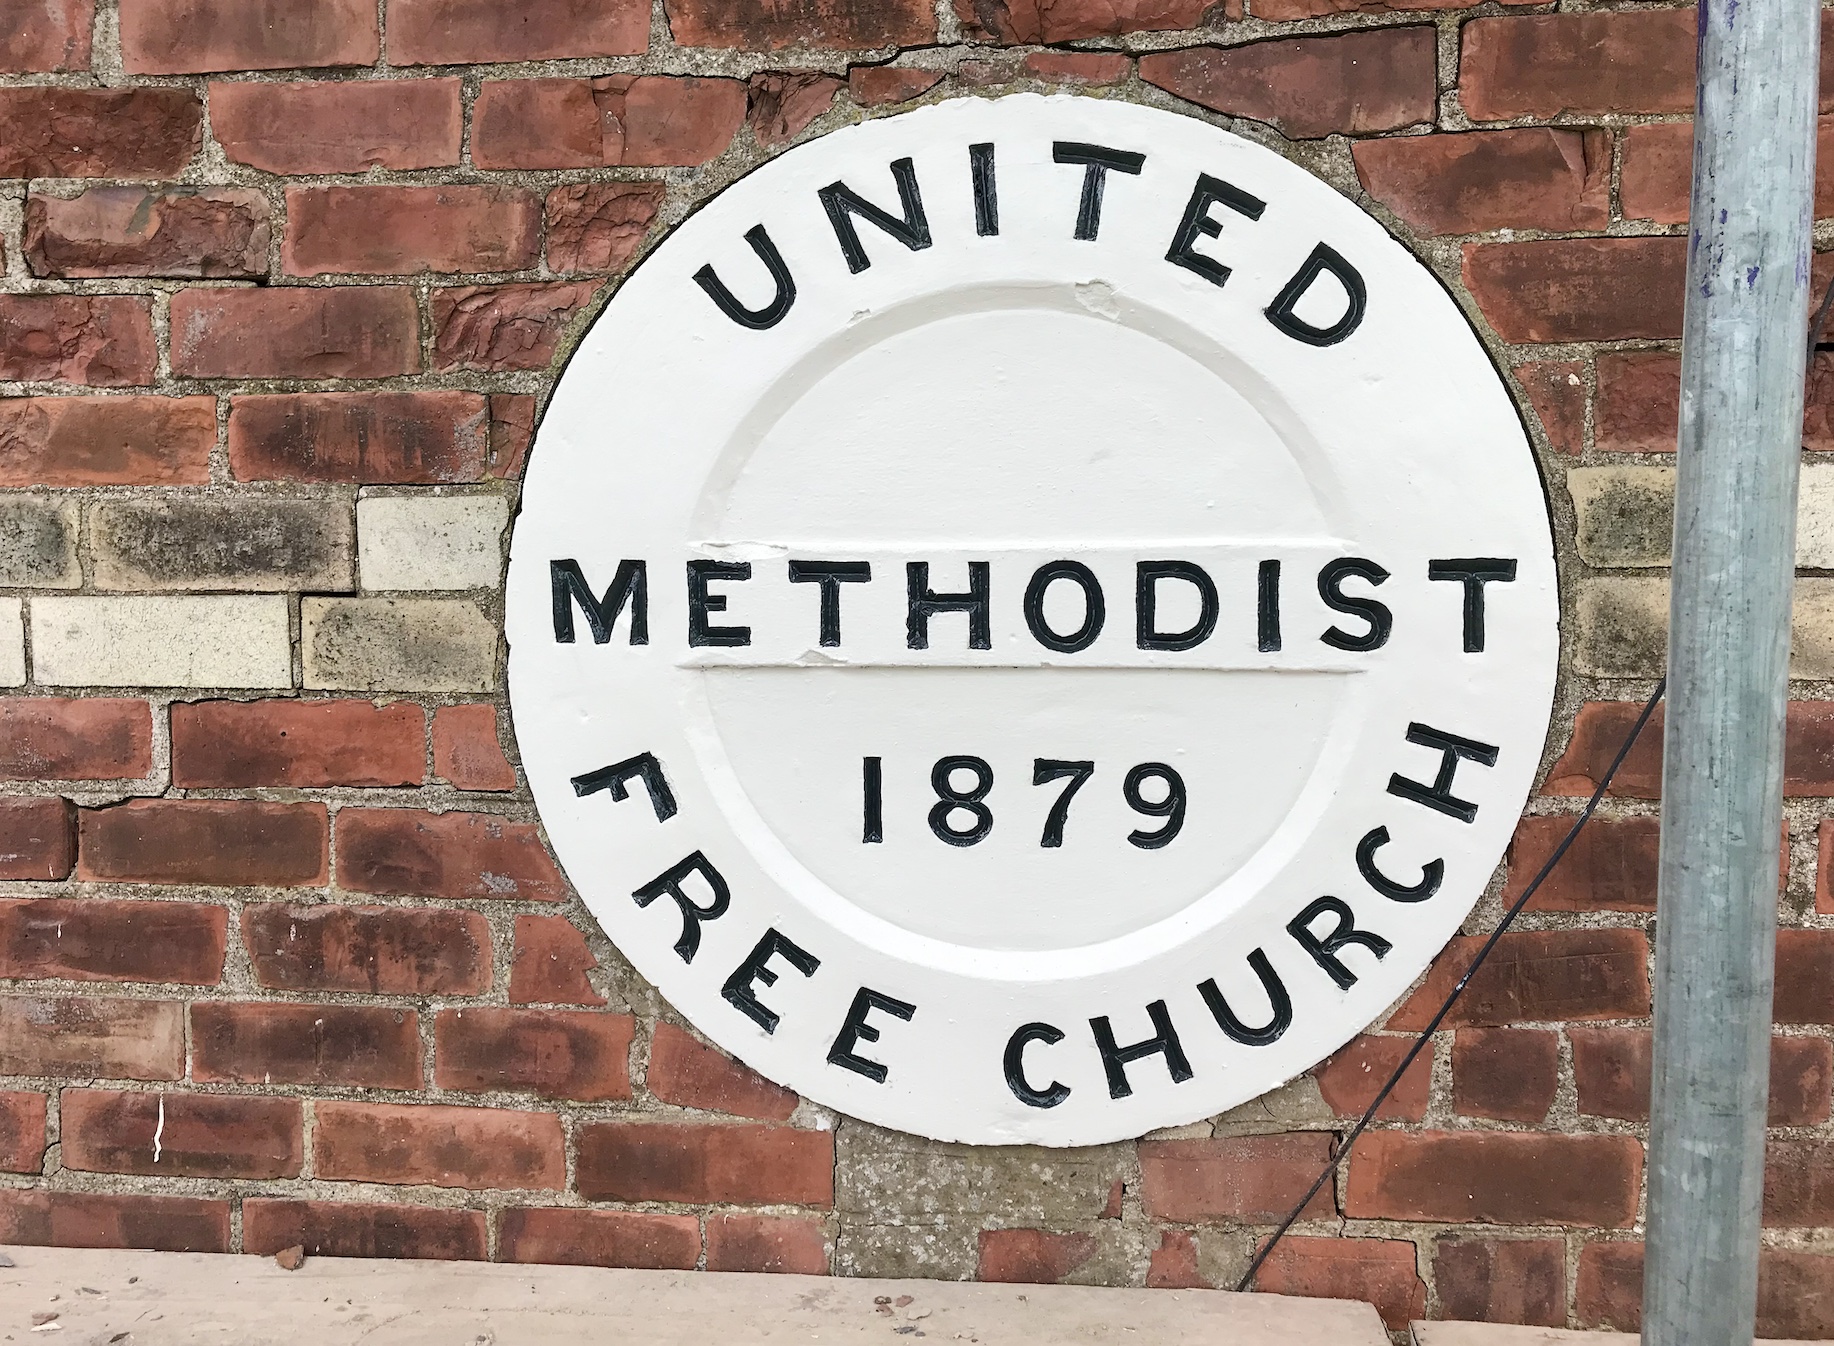 UNITED
METHODIST
1879
FREE CHURCH